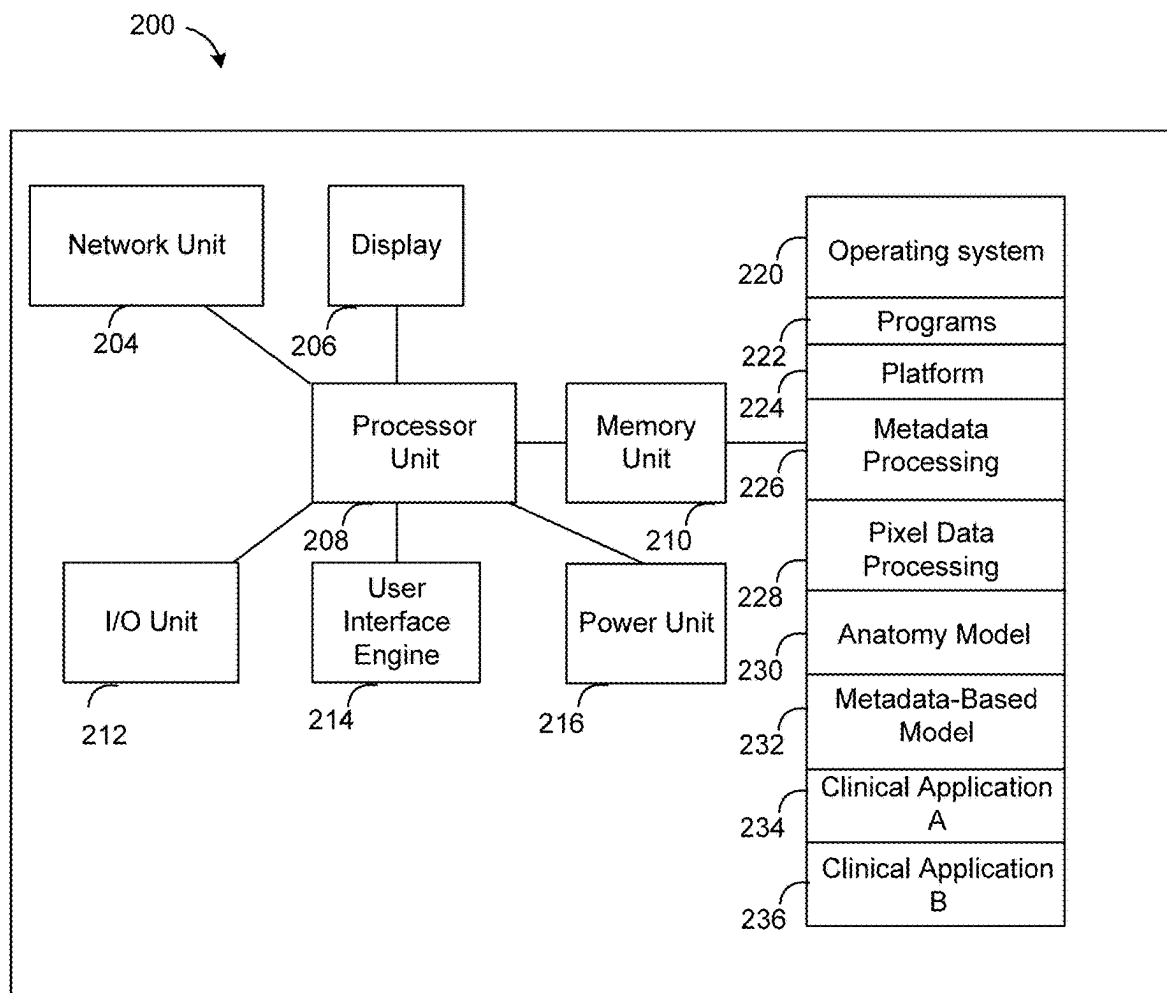 200
Network Unit
204
Display
206
Processor
Unit
208
Memory
Unit
210
I/O Unit
212
User
Interface
Engine
214
Power Unit
216
Operating system
220
Programs
222
Platform
224
Metadata
Processing
226
Pixel Data
Processing
228
Anatomy Model
230
Metadata-Based
Model
232
Clinical Application
A
234
Clinical Application
B
236